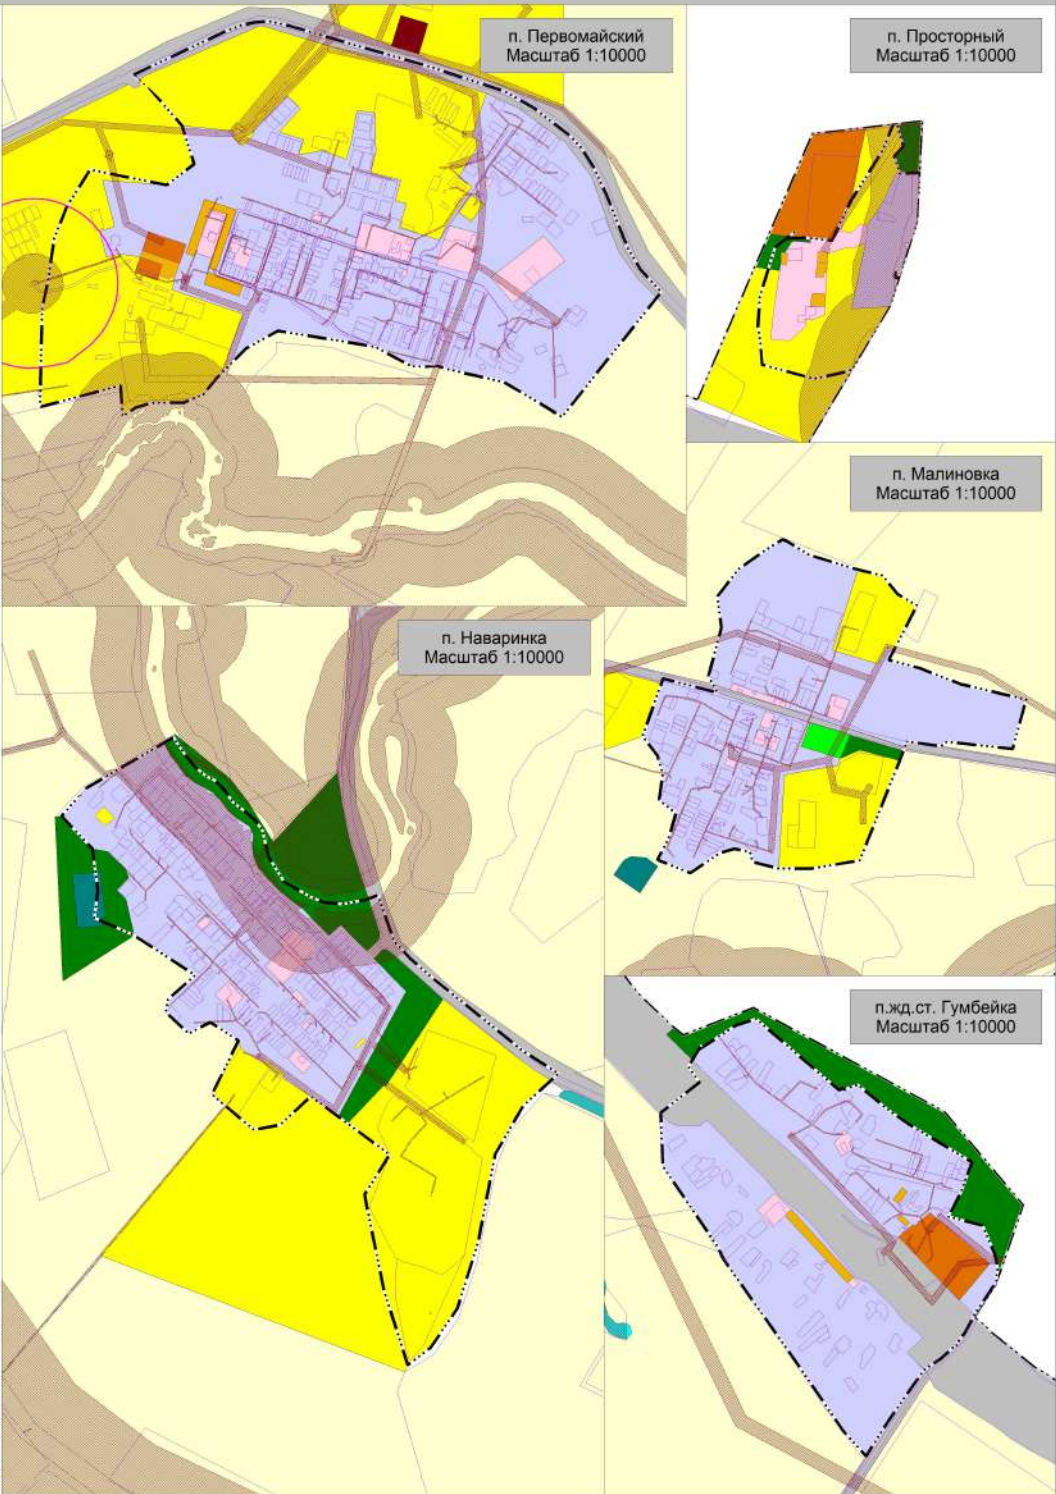 п. Первомайский
Масштаб 1:10000
п. Просторный
Масштаб 1:10000
п. Малиновка
Масштаб 1:10000
п. Наваринка
Масштаб 1:10000
п.жд.ст. Гумбейка
Масштаб 1:10000